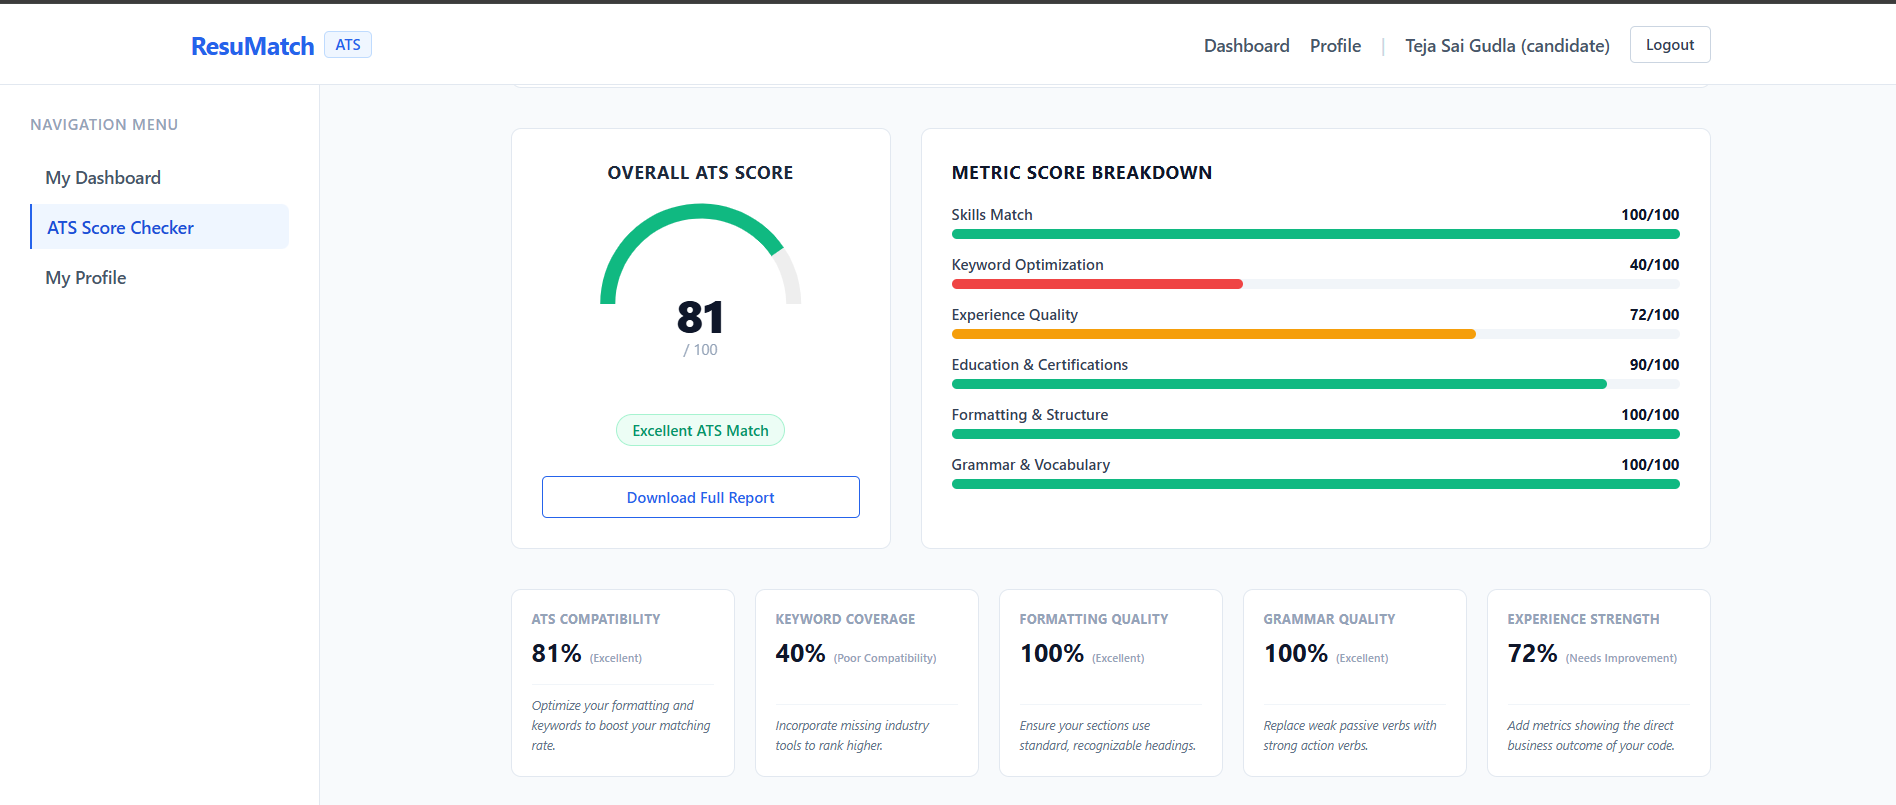 ResuMatch ATS
Dashboard Profile | Teja Sai Gudla (candidate) Logout
NAVIGATION MENU
My Dashboard
ATS Score Checker
My Profile
OVERALL ATS SCORE
81
/ 100
Excellent ATS Match
Download Full Report
METRIC SCORE BREAKDOWN
Skills Match 100/100
Keyword Optimization 40/100
Experience Quality 72/100
Education & Certifications 90/100
Formatting & Structure 100/100
Grammar & Vocabulary 100/100
ATS COMPATIBILITY
81% (Excellent)
Optimize your formatting and
keywords to boost your matching
rate.
KEYWORD COVERAGE
40% (Poor Compatibility)
Incorporate missing industry
tools to rank higher.
FORMATTING QUALITY
100% (Excellent)
Ensure your sections use
standard, recognizable headings.
GRAMMAR QUALITY
100% (Excellent)
Replace weak passive verbs with
strong action verbs.
EXPERIENCE STRENGTH
72% (Needs Improvement)
Add metrics showing the direct
business outcome of your code.